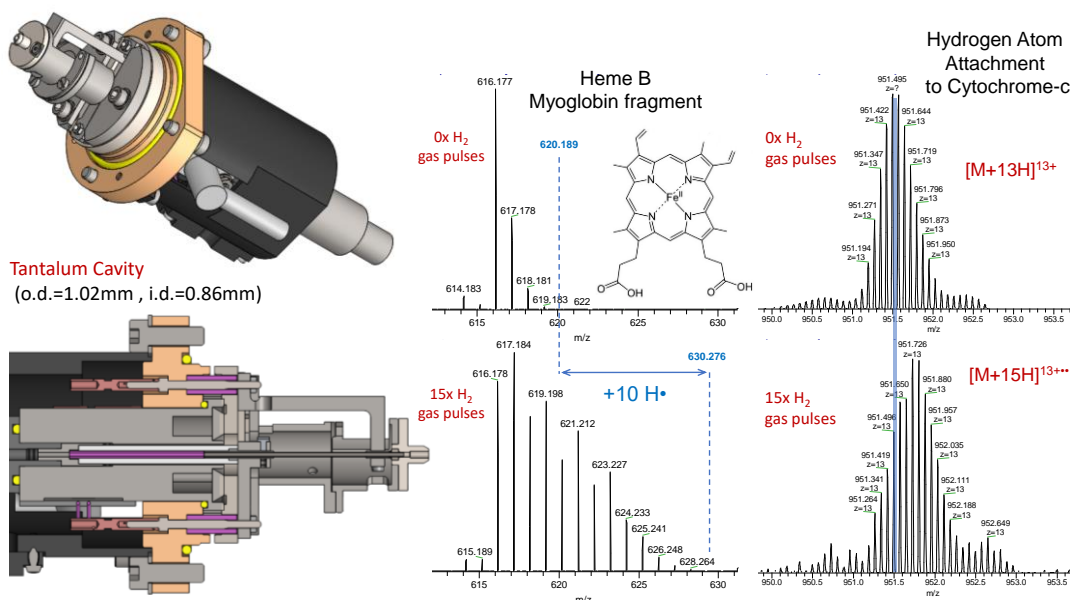 Tantalum Cavity
(o.d.=1.02mm , i.d.=0.86mm)
Heme B
Myoglobin fragment
0x H2
gas pulses
616.177
620.189
617.178
618.181
614.183
619.183
622
615
620
625
630
m/z
FeII
N
N
N
N
O
OH
O
OH
15x H2
gas pulses
617.184
616.178
619.198
621.212
623.227
624.233
625.241
626.248
628.264
615.189
630.276
+10 H•
615
620
625
630
m/z
Hydrogen Atom
Attachment
to Cytochrome-c
0x H2
gas pulses
[M+13H]13+
951.495
z=?
951.422
z=13
951.644
z=13
951.347
z=13
951.719
z=13
951.271
z=13
951.796
z=13
951.194
z=13
951.873
z=13
951.950
z=13
950.0
950.5
951.0
951.5
952.0
952.5
953.0
953.5
m/z
15x H2
gas pulses
[M+15H]13+••
951.726
z=13
951.650
z=13
951.880
z=13
951.496
z=13
951.957
z=13
951.419
z=13
952.035
z=13
951.341
z=13
952.111
z=13
951.264
z=13
952.188
z=13
952.649
z=13
950.0
950.5
951.0
951.5
952.0
952.5
953.0
953.5
m/z